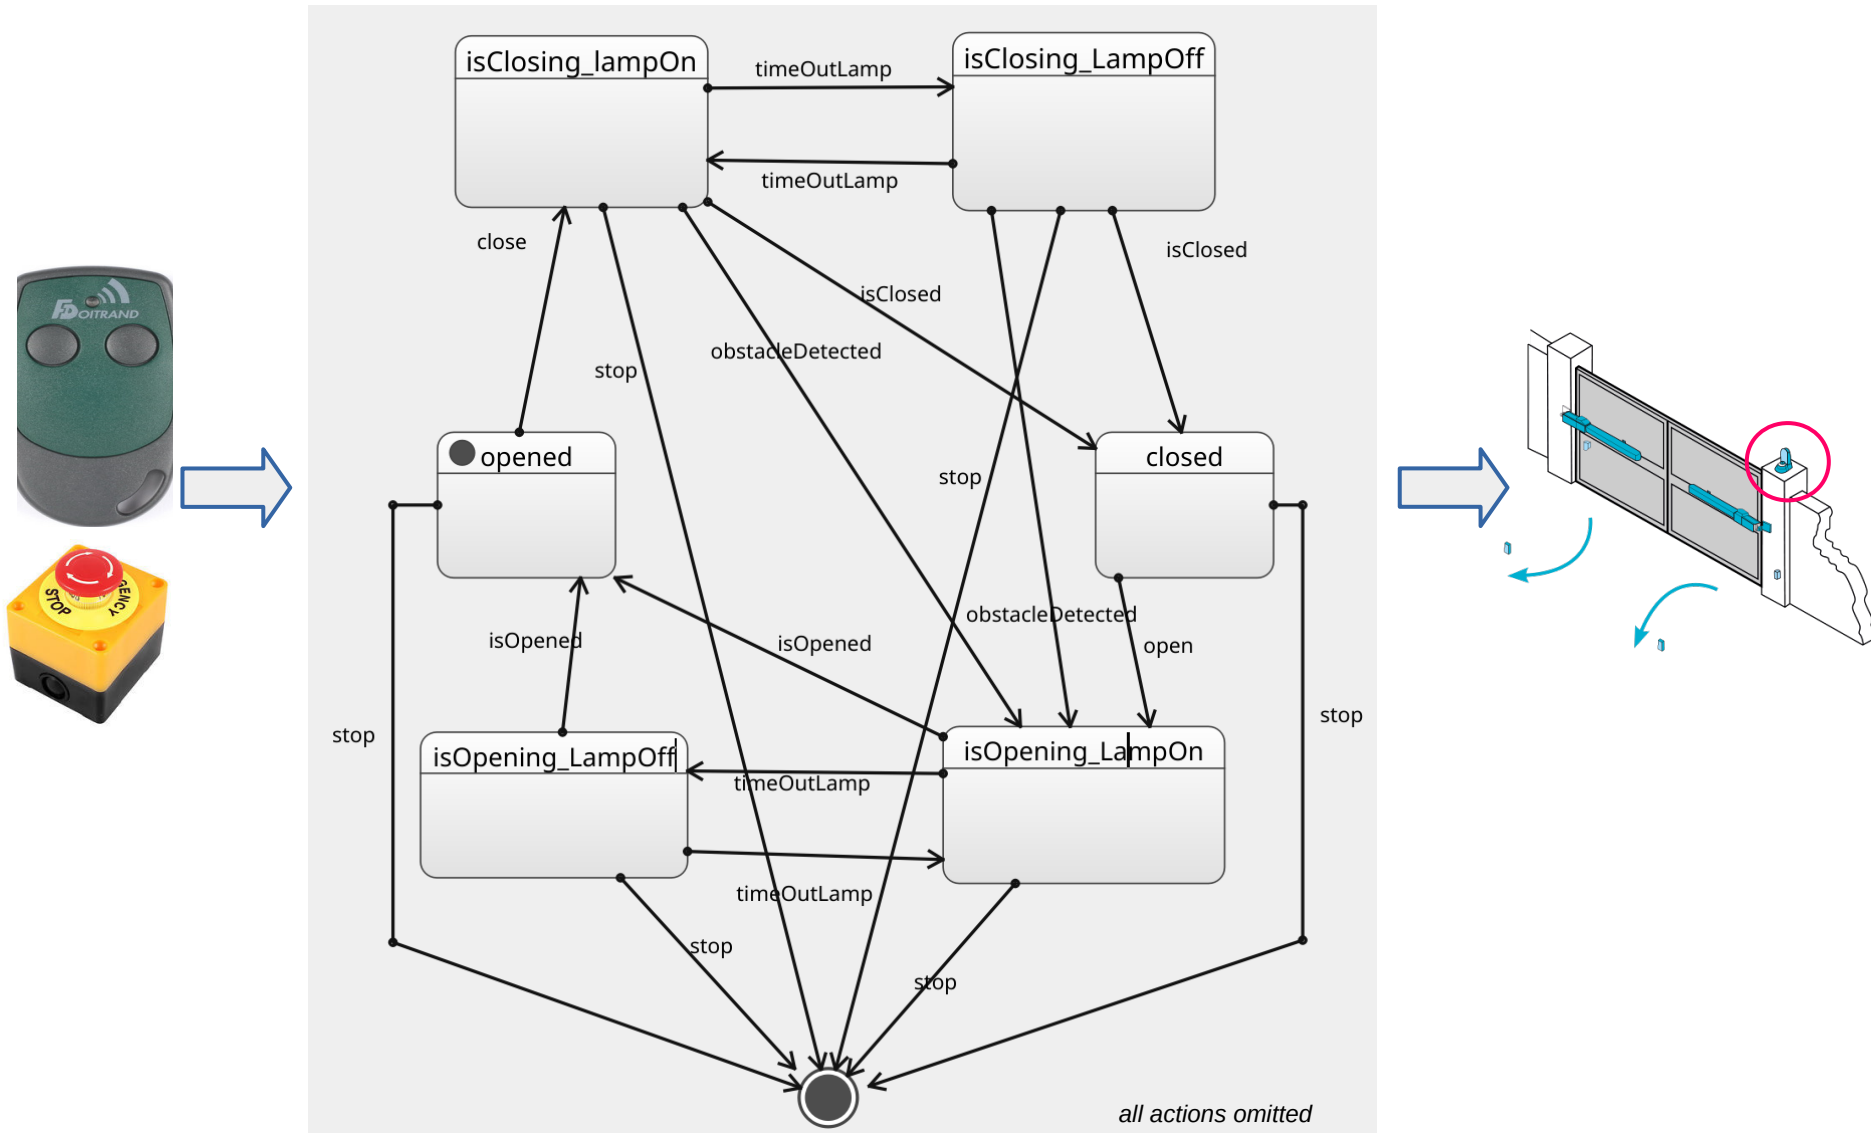 isClosing_lampOn
isClosing_LampOff
timeOutLamp
timeOutLamp
close
isClosed
isClosed
obstacleDetected
stop
DOITRAND
opened
closed
stop
STOP
isOpened
isOpened
obstacleDetected
open
stop
stop
isOpening_LampOff
isOpening_LampOn
timeOutLamp
timeOutLamp
stop
stop
all actions omitted